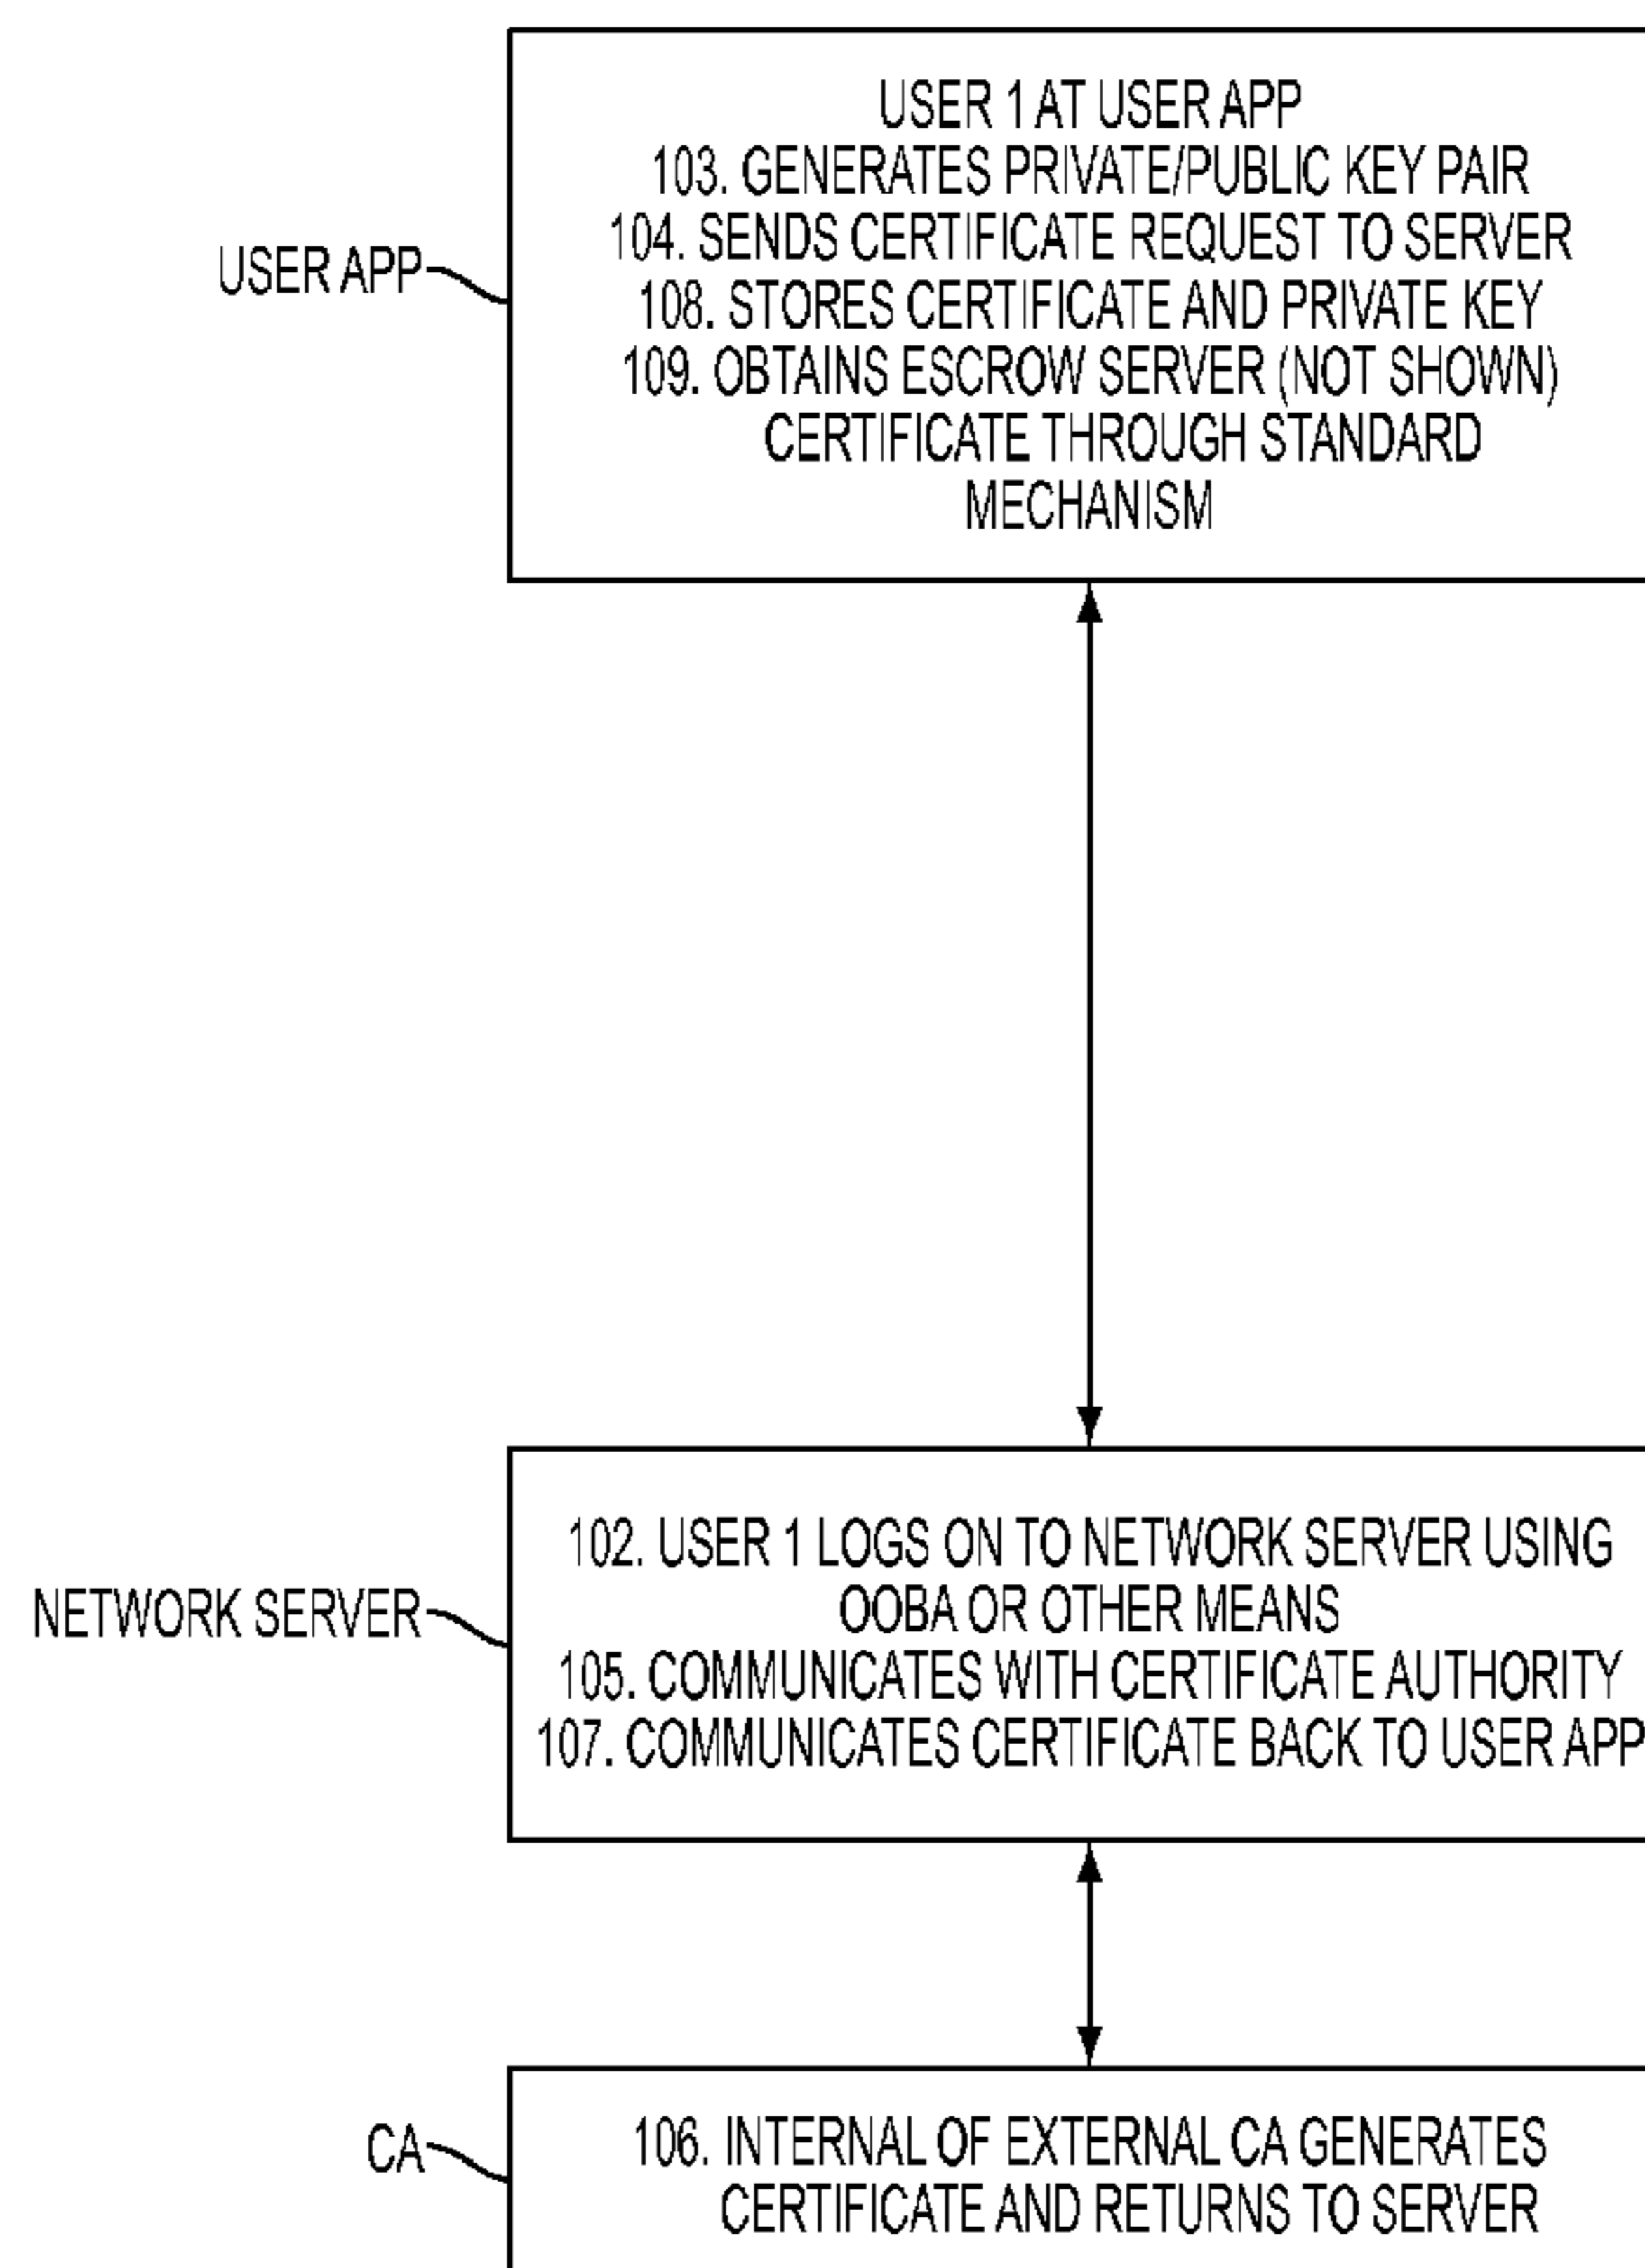 USER 1 AT USER APP
103. GENERATES PRIVATE/PUBLIC KEY PAIR
104. SENDS CERTIFICATE REQUEST TO SERVER
108. STORES CERTIFICATE AND PRIVATE KEY
109. OBTAINS ESCROW SERVER (NOT SHOWN)
CERTIFICATE THROUGH STANDARD
MECHANISM
USER APP
102. USER 1 LOGS ON TO NETWORK SERVER USING
OOBA OR OTHER MEANS
105. COMMUNICATES WITH CERTIFICATE AUTHORITY
107. COMMUNICATES CERTIFICATE BACK TO USER APP
NETWORK SERVER
106. INTERNAL OF EXTERNAL CA GENERATES
CERTIFICATE AND RETURNS TO SERVER
CA